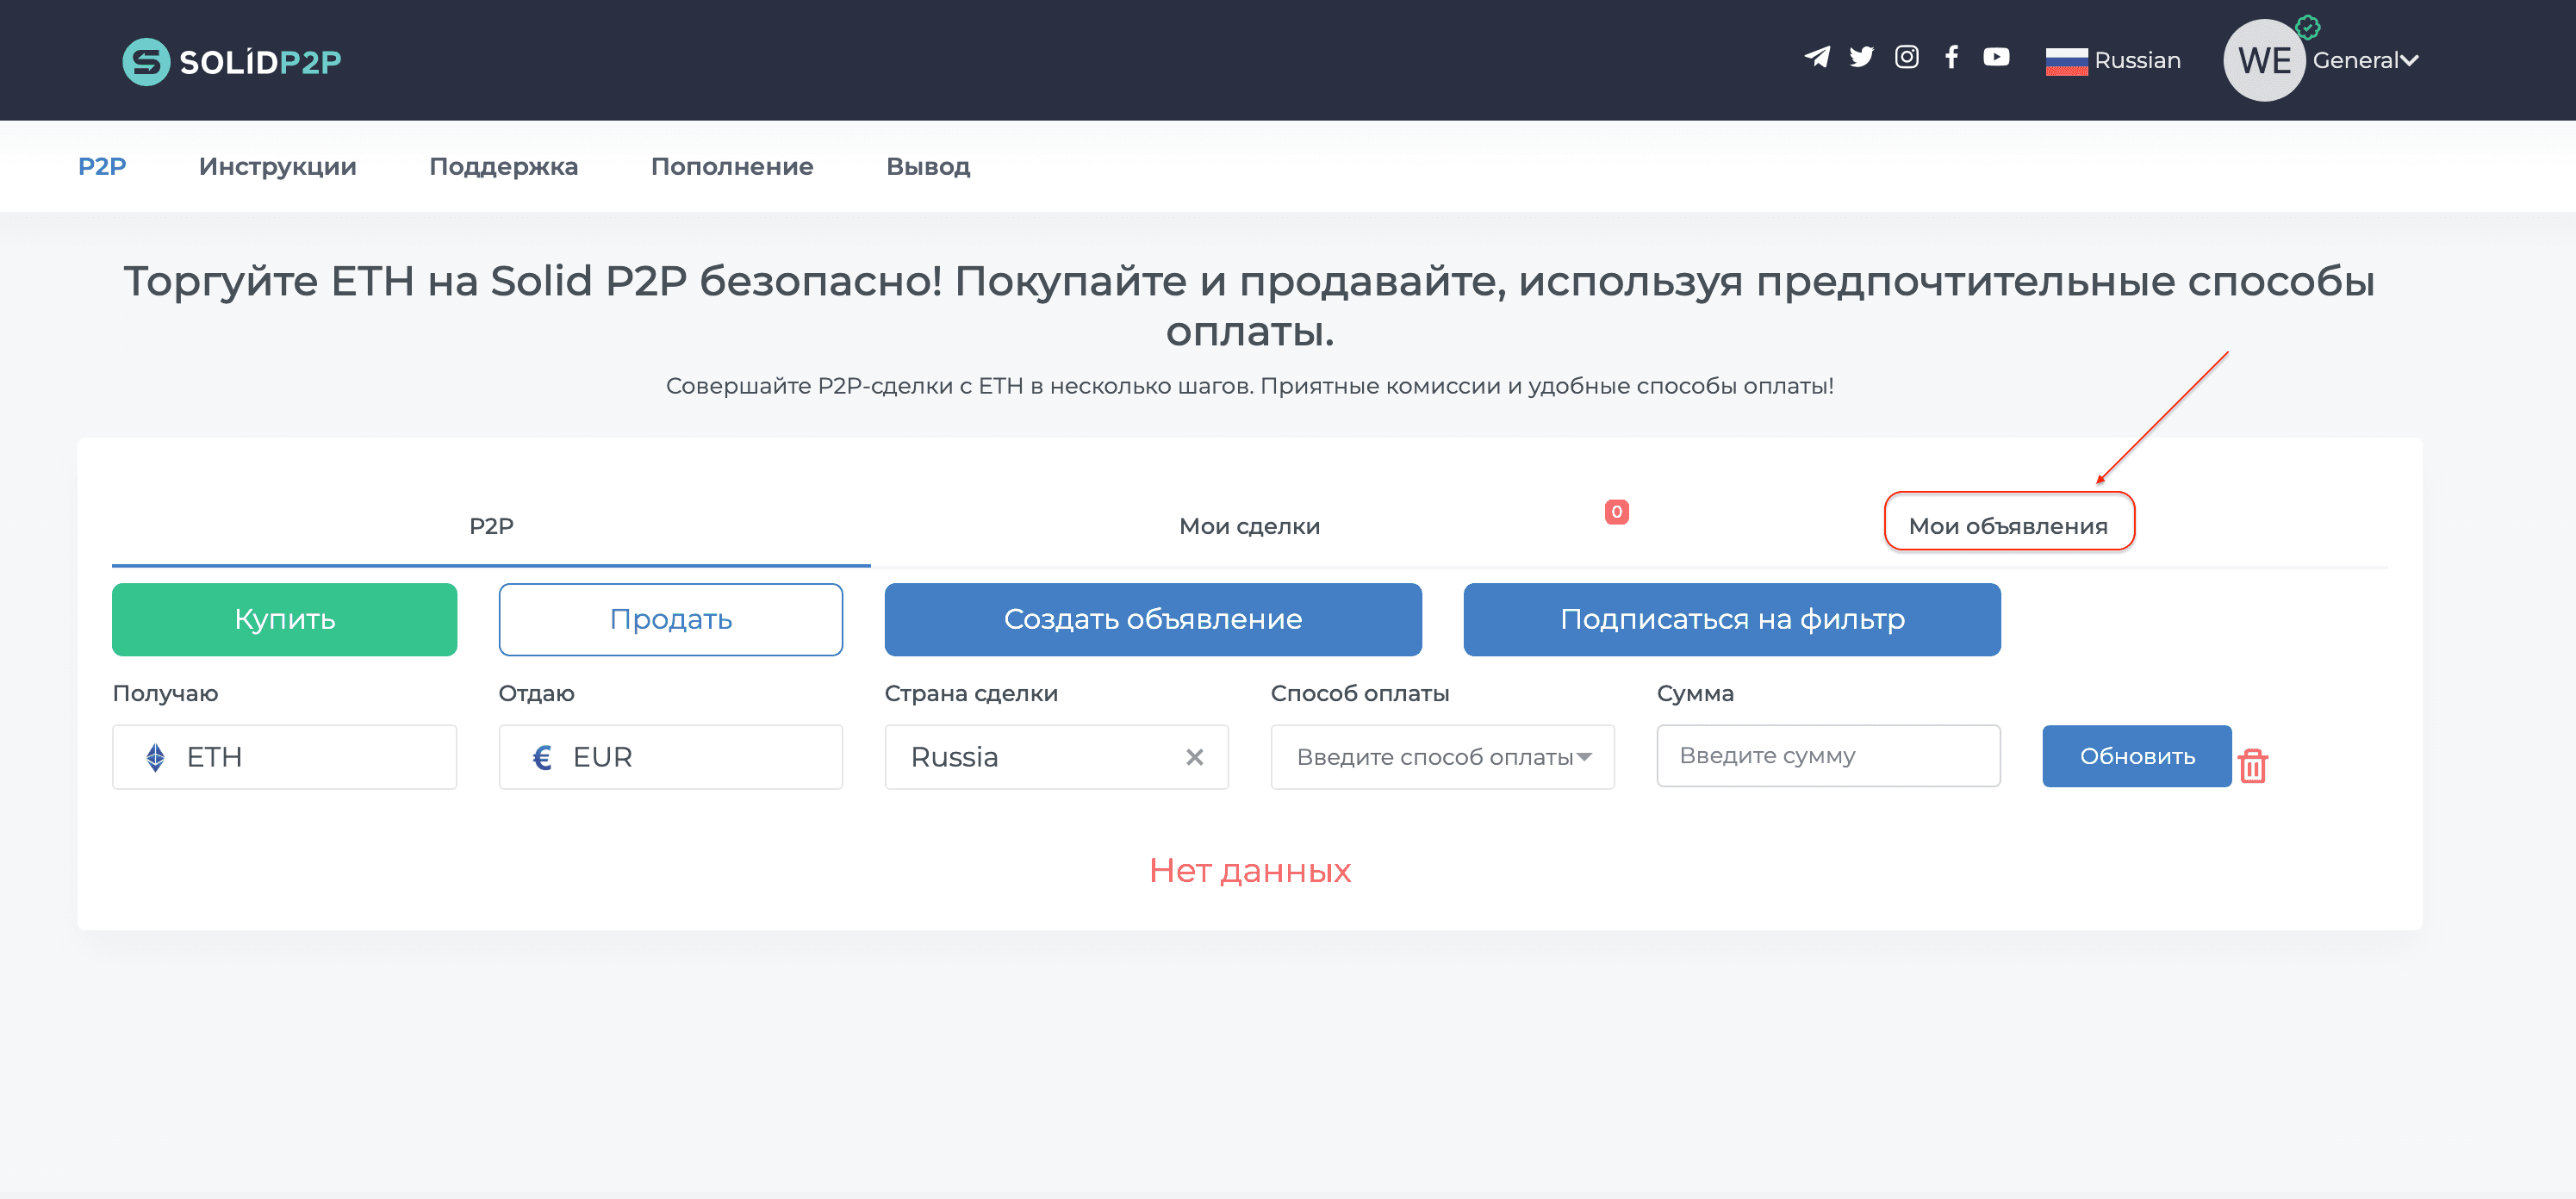 SOLIDP2P
Russian
WE
General
P2P
Инструкции
Поддержка
Пополнение
Вывод
Торгуйте ETH на Solid P2P безопасно! Покупайте и продавайте, используя предпочтительные способы
оплаты.
Совершайте P2P-сделки с ETH в несколько шагов. Приятные комиссии и удобные способы оплаты!
P2P
Мои сделки
0
Мои объявления
Купить
Продать
Создать объявление
Подписаться на фильтр
Получаю
Отдаю
Страна сделки
Способ оплаты
Сумма
ETH
€ EUR
Russia
Введите способ оплаты
Введите сумму
Обновить
Нет данных